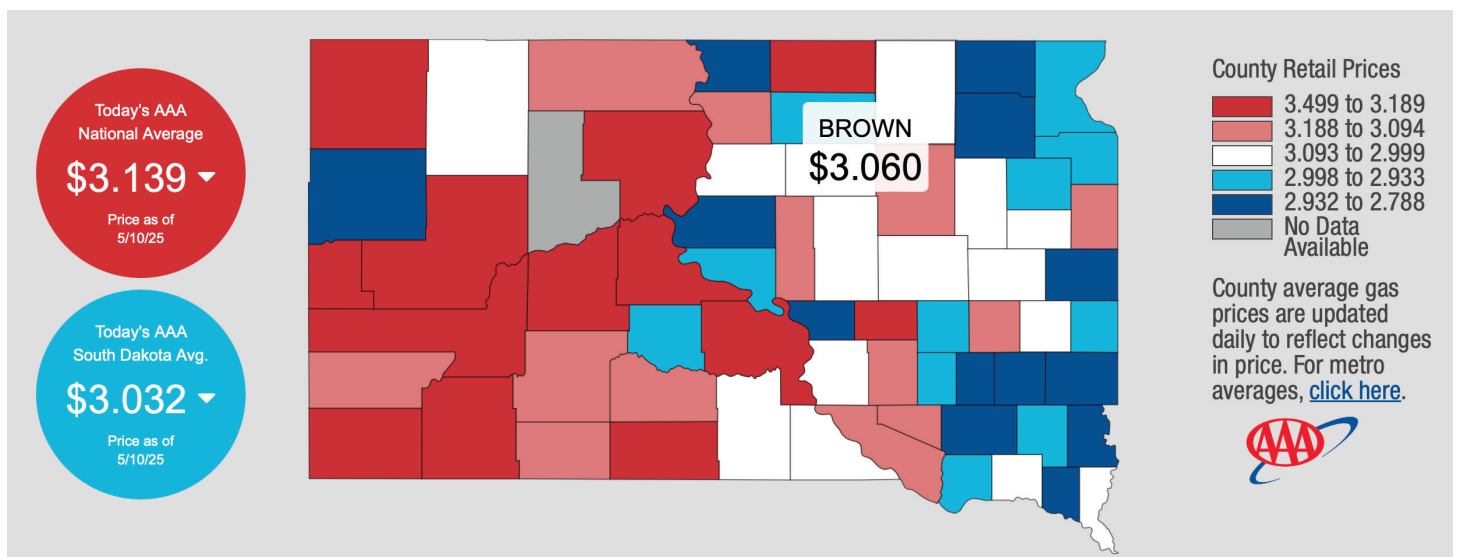 Today's AAA
National Average
$3.139
Price as of
5/10/25
Today's AAA
South Dakota Avg.
$3.032
Price as of
5/10/25
BROWN
$3.060
County Retail Prices
3.499 to 3.189
3.188 to 3.094
3.093 to 2.999
2.998 to 2.933
2.932 to 2.788
No Data
Available
County average gas
prices are updated
daily to reflect changes
in price. For metro
averages, click here.
AAA